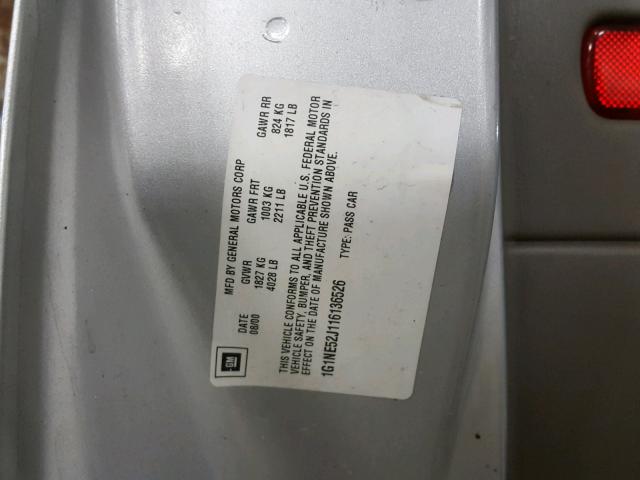 MFD BY GENERAL MOTORS CORP
DATE GVWR GAWR FRT GAWR RR
08/00 1827 KG 1003 KG 824 KG
4028 LB 2211 LB 1817 LB
THIS VEHICLE CONFORMS TO ALL APPLICABLE U.S. FEDERAL MOTOR
VEHICLE SAFETY, BUMPER, AND THEFT PREVENTION STANDARDS IN
EFFECT ON THE DATE OF MANUFACTURE SHOWN ABOVE.
1G1NE52J116136526 TYPE: PASS CAR
GM